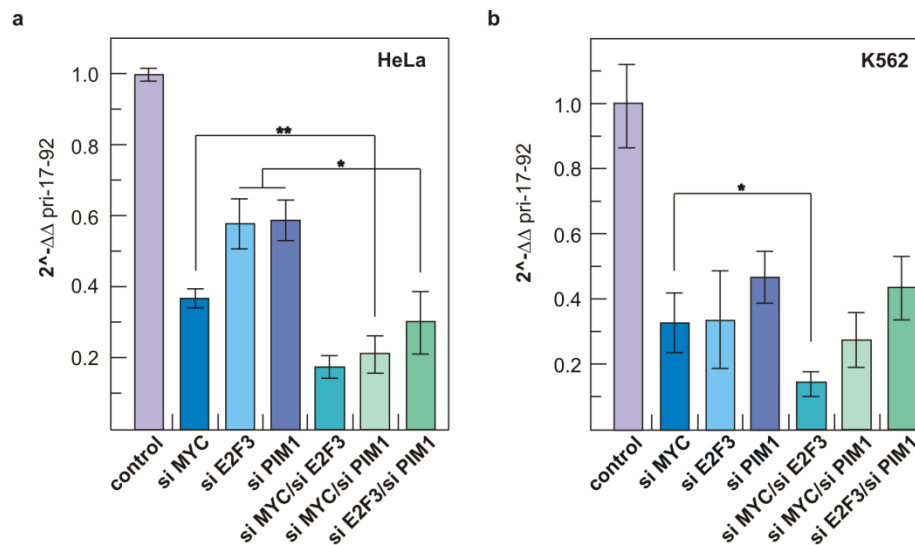 a
HeLa
2^-ΔΔ pri-17-92
1.0
0.8
0.6
0.4
0.2
**
*
control
si MYC
si E2F3
si PIM1
si MYC/si E2F3
si MYC/si PIM1
si E2F3/si PIM1
b
K562
2^-ΔΔ pri-17-92
1.0
0.8
0.6
0.4
0.2
*
control
si MYC
si E2F3
si PIM1
si MYC/si E2F3
si MYC/si PIM1
si E2F3/si PIM1